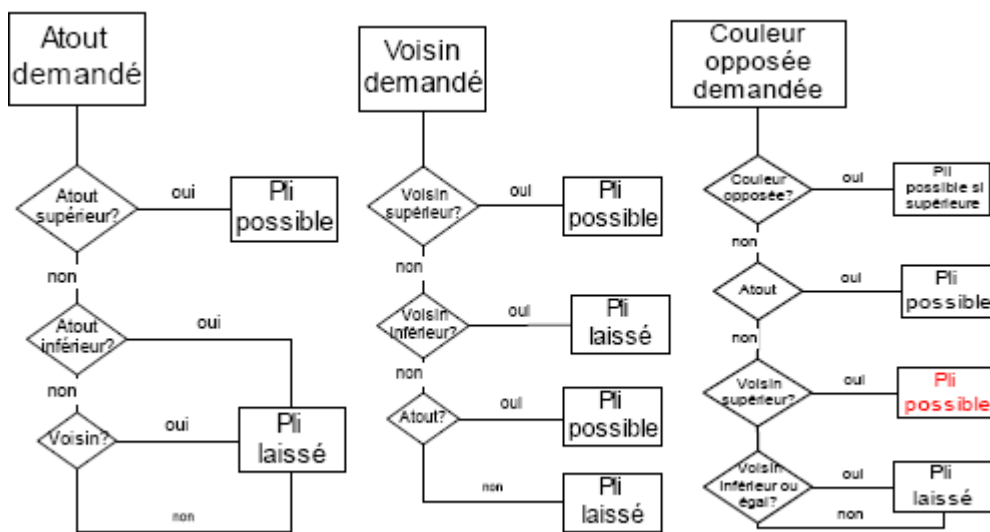 Atout
demandé
Atout
supérieur?
oui
Pli
possible
non
Atout
inférieur?
oui
non
Voisin?
oui
Pli
laissé
non
Voisin
demandé
Voisin
supérieur?
oui
Pli
possible
non
Voisin
inférieur?
oui
Pli
laissé
non
Atout?
oui
Pli
possible
non
Pli
laissé
Couleur
opposée
demandée
Couleur
opposée?
oui
Pli
possible si
supérieure
non
Atout
oui
Pli
possible
non
Voisin
supérieur?
oui
Pli
possible
Voisin
inférieur ou
égal?
oui
Pli
laissé
non